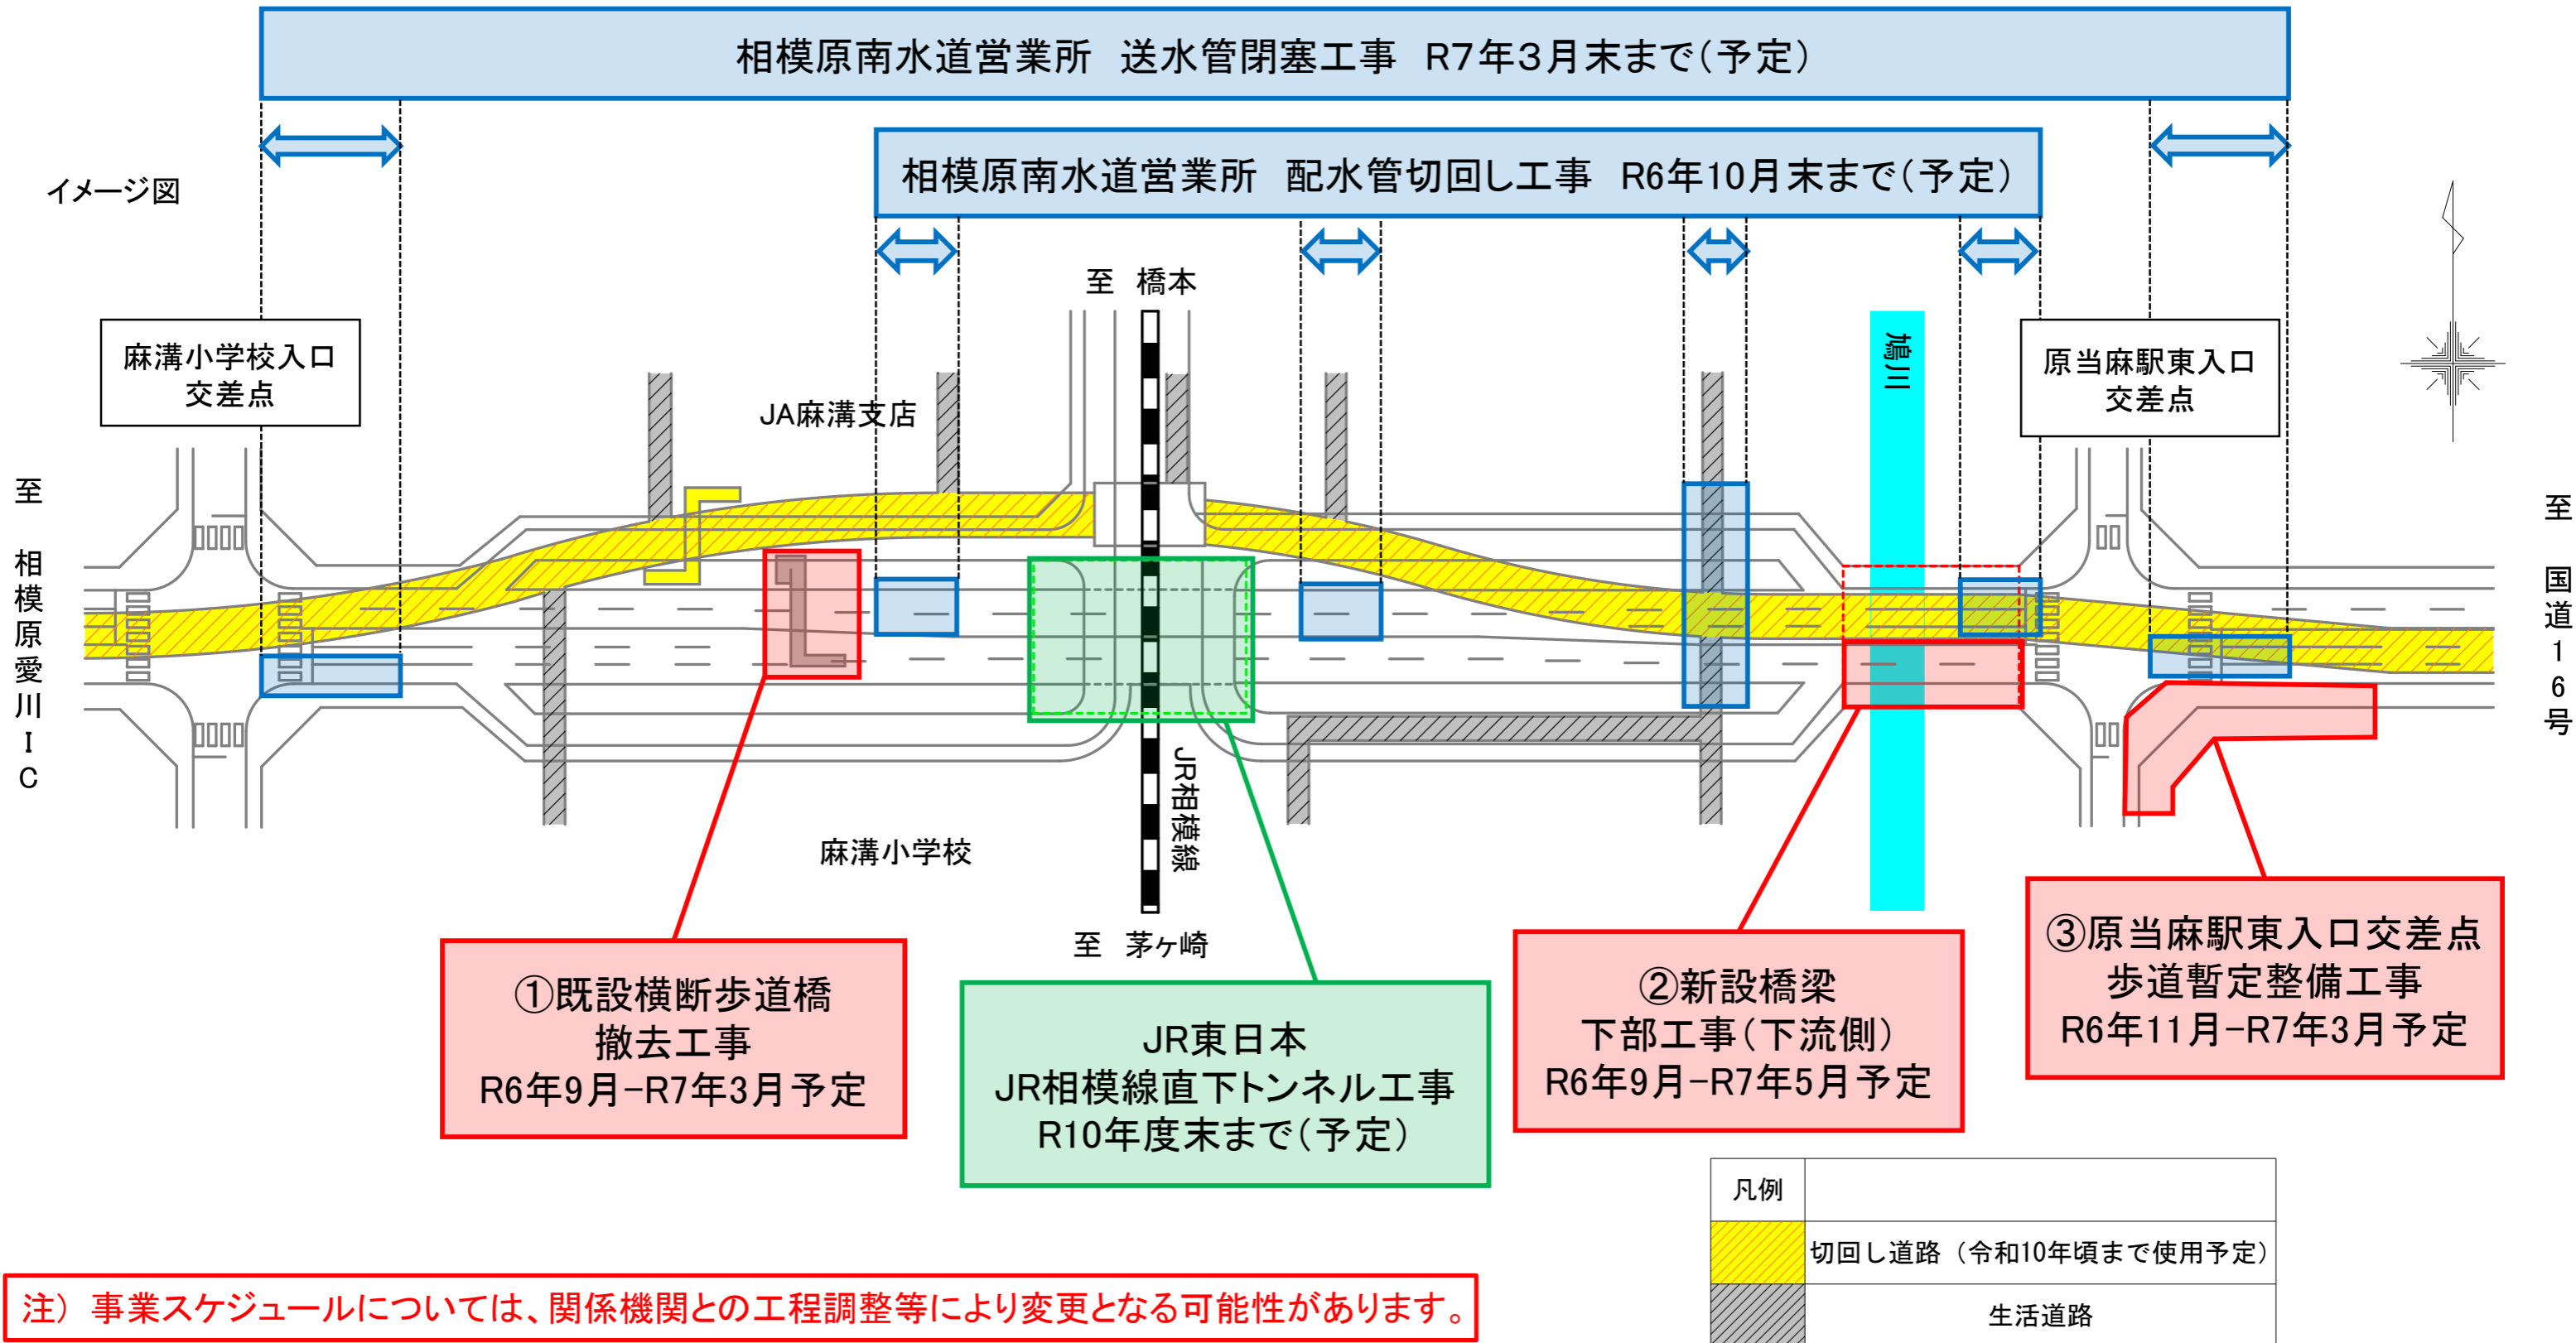 相模原南水道営業所　送水管閉塞工事　R7年3月末まで（予定）
相模原南水道営業所　配水管切回し工事　R6年10月末まで（予定）
イメージ図
至　橋本
麻溝小学校入口
交差点
JA麻溝支店
鳩川
原当麻駅東入口
交差点
至　相模原愛川IC
至　国道16号
JR相模線
麻溝小学校
至　茅ヶ崎
①既設横断歩道橋
撤去工事
R6年9月-R7年3月予定
JR東日本
JR相模線直下トンネル工事
R10年度末まで（予定）
②新設橋梁
下部工事（下流側）
R6年9月-R7年5月予定
③原当麻駅東入口交差点
歩道暫定整備工事
R6年11月-R7年3月予定
凡例
切回し道路（令和10年頃まで使用予定）
生活道路
注）事業スケジュールについては、関係機関との工程調整等により変更となる可能性があります。